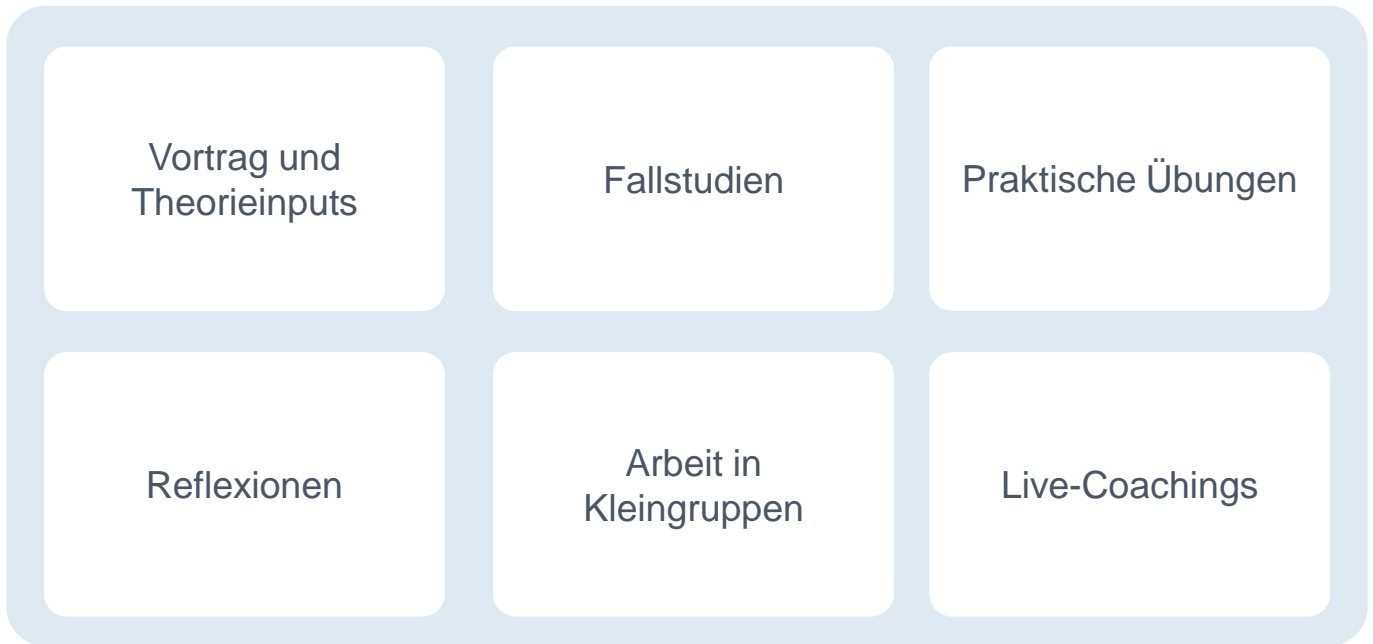 Vortrag und
Theorieinputs
Fallstudien
Praktische Übungen
Reflexionen
Arbeit in
Kleingruppen
Live-Coachings